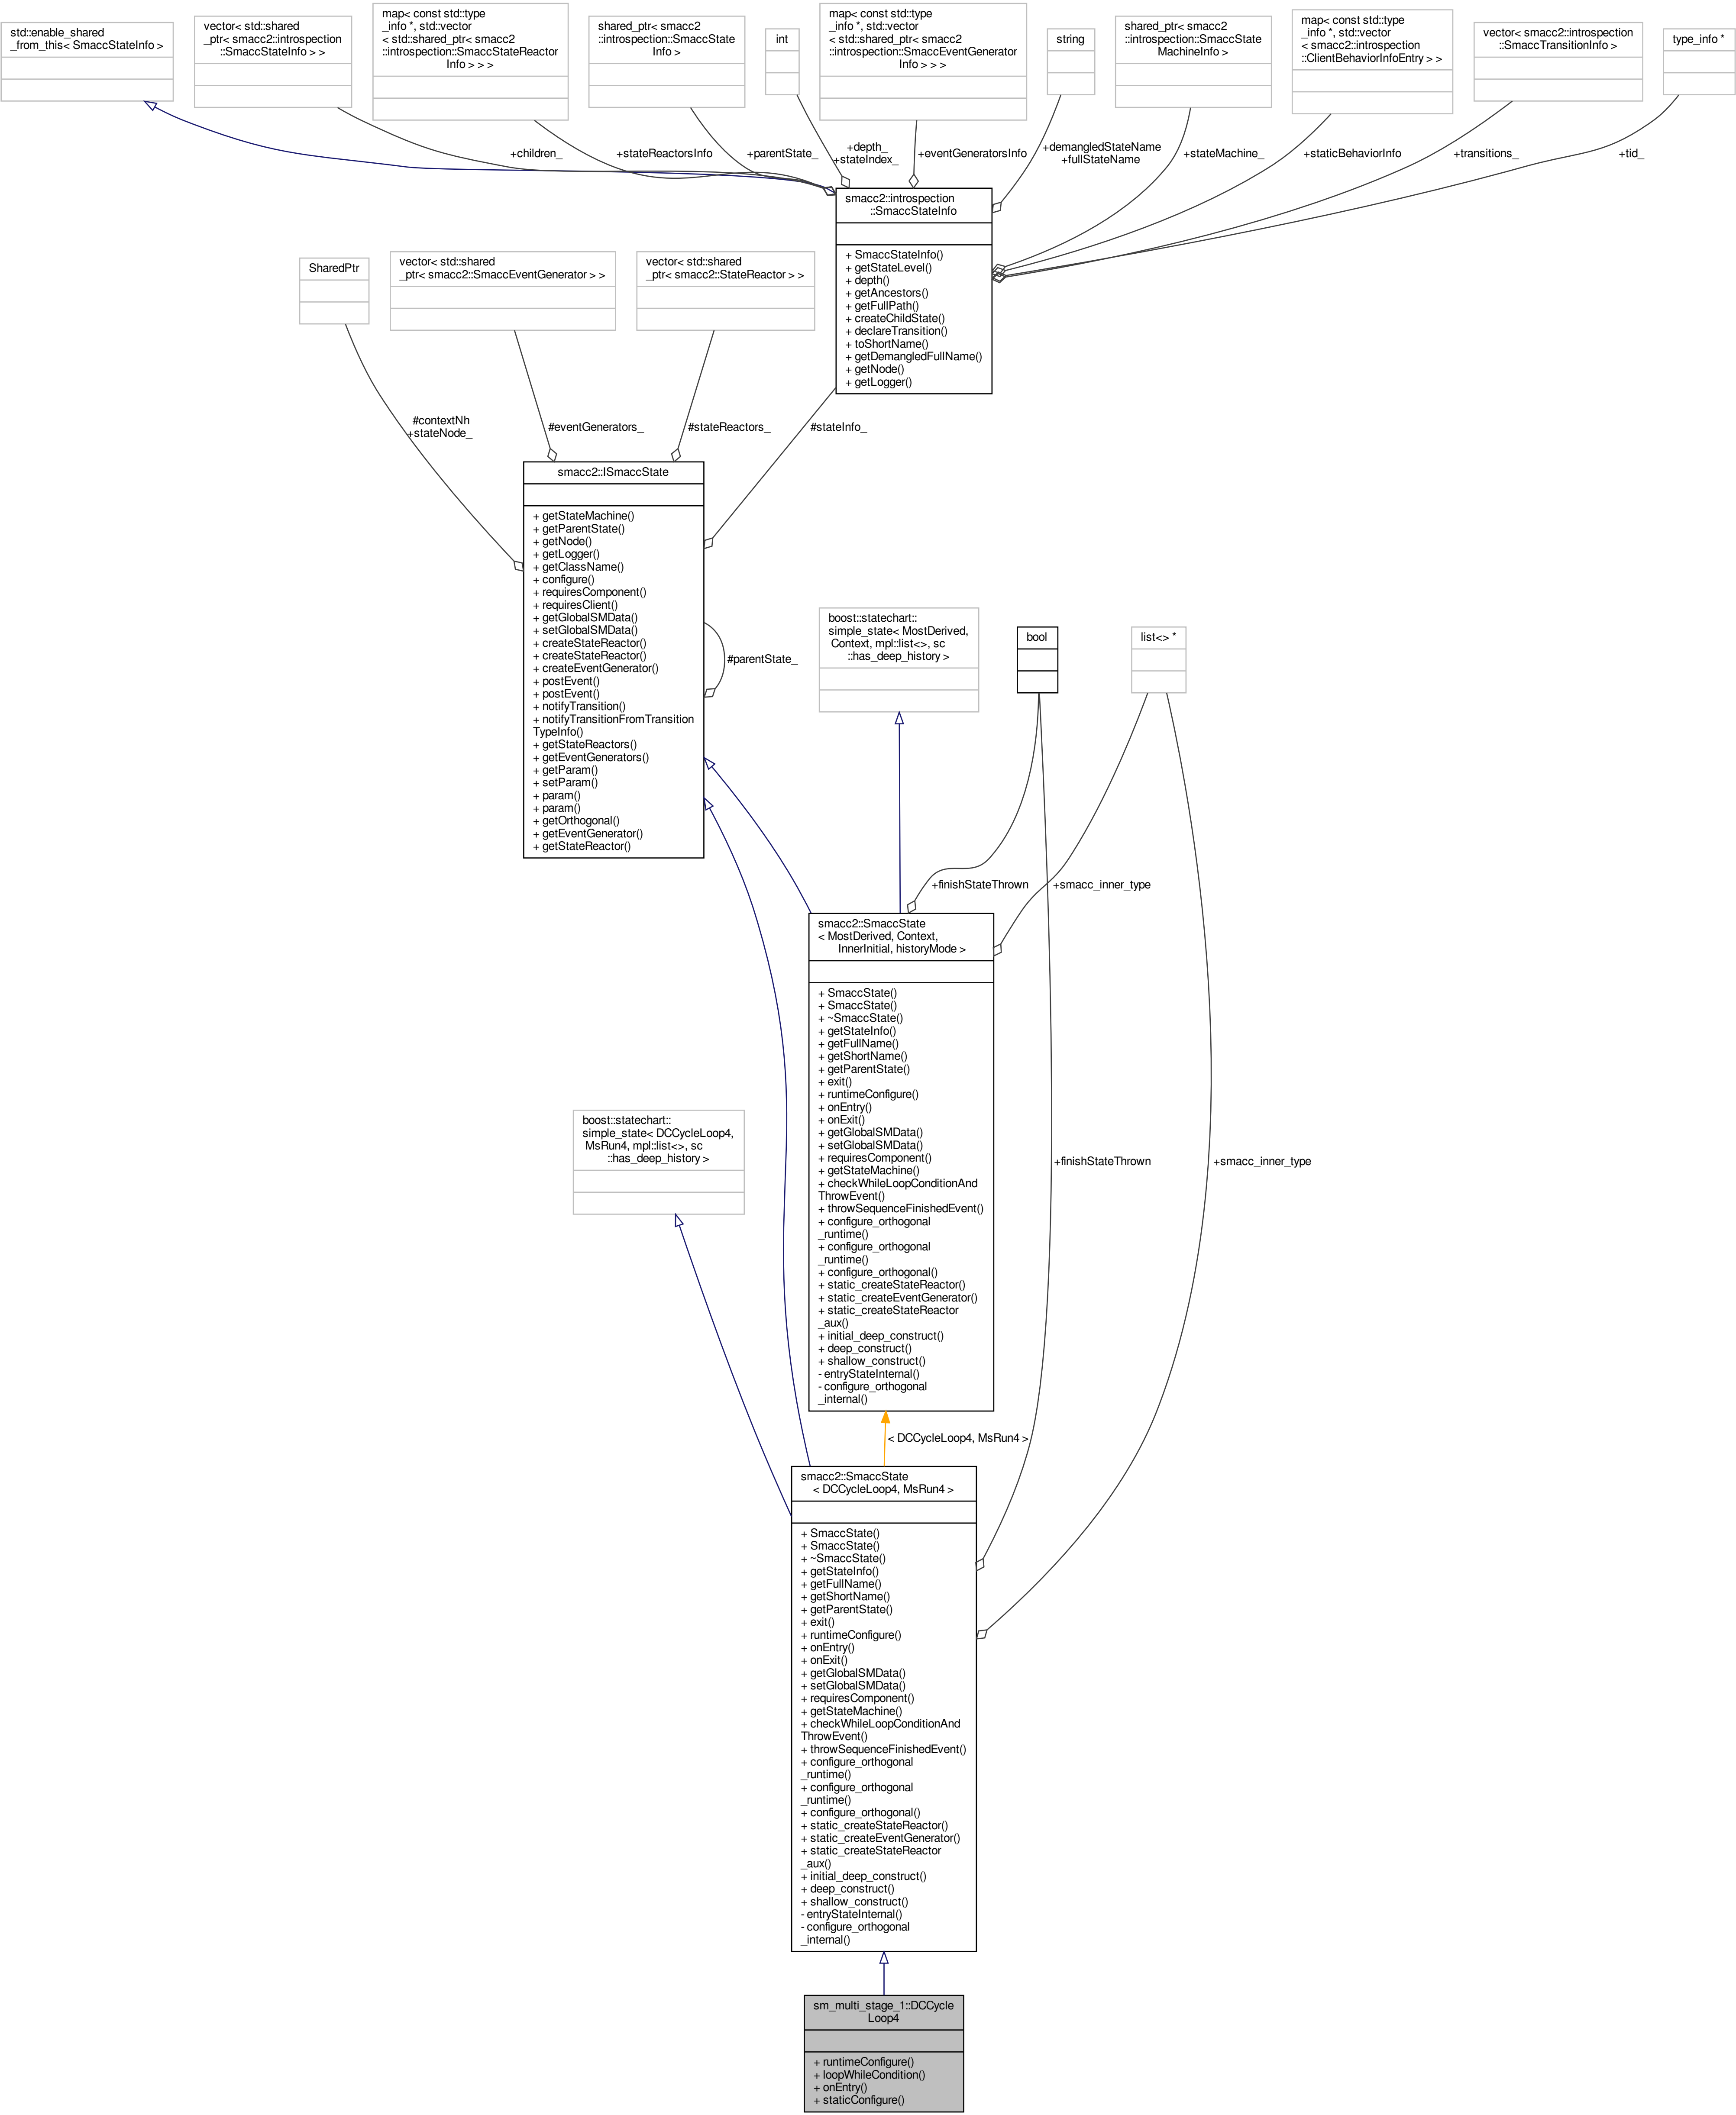 std::enable_shared
_from_this< SmaccStateInfo >
vector< std::shared
_ptr< smacc2::introspection
::SmaccStateInfo > >
map< const std::type
_info *, std::vector
< std::shared_ptr< smacc2
::introspection::SmaccStateReactor
Info > > >
shared_ptr< smacc2
::introspection::SmaccState
Info >
int
map< const std::type
_info *, std::vector
< std::shared_ptr< smacc2
::introspection::SmaccEventGenerator
Info > > >
string
shared_ptr< smacc2
::introspection::SmaccState
MachineInfo >
map< const std::type
_info *, std::vector
< smacc2::introspection
::ClientBehaviorInfoEntry > >
vector< smacc2::introspection
::SmaccTransitionInfo >
type_info *
+children_
+stateReactorsInfo
+parentState_
+depth_
+stateIndex_
+eventGeneratorsInfo
+demangledStateName
+fullStateName
+stateMachine_
+staticBehaviorInfo
+transitions_
+tid_
smacc2::introspection
::SmaccStateInfo
+ SmaccStateInfo()
+ getStateLevel()
+ depth()
+ getAncestors()
+ getFullPath()
+ createChildState()
+ declareTransition()
+ toShortName()
+ getDemangledFullName()
+ getNode()
+ getLogger()
SharedPtr
vector< std::shared
_ptr< smacc2::SmaccEventGenerator > >
vector< std::shared
_ptr< smacc2::StateReactor > >
#contextNh
+stateNode_
#eventGenerators_
#stateReactors_
#stateInfo_
smacc2::ISmaccState
+ getStateMachine()
+ getParentState()
+ getNode()
+ getLogger()
+ getClassName()
+ configure()
+ requiresComponent()
+ requiresClient()
+ getGlobalSMData()
+ setGlobalSMData()
+ createStateReactor()
+ createStateReactor()
+ createEventGenerator()
+ postEvent()
+ postEvent()
+ notifyTransition()
+ notifyTransitionFromTransition
TypeInfo()
+ getStateReactors()
+ getEventGenerators()
+ getParam()
+ setParam()
+ param()
+ param()
+ getOrthogonal()
+ getEventGenerator()
+ getStateReactor()
#parentState_
boost::statechart::
simple_state< MostDerived,
Context, mpl::list<>, sc
::has_deep_history >
bool
list<> *
+finishStateThrown
+smacc_inner_type
smacc2::SmaccState
< MostDerived, Context,
InnerInitial, historyMode >
+ SmaccState()
+ SmaccState()
+ ~SmaccState()
+ getStateInfo()
+ getFullName()
+ getShortName()
+ getParentState()
+ exit()
+ runtimeConfigure()
+ onEntry()
+ onExit()
+ getGlobalSMData()
+ setGlobalSMData()
+ requiresComponent()
+ getStateMachine()
+ checkWhileLoopConditionAnd
ThrowEvent()
+ throwSequenceFinishedEvent()
+ configure_orthogonal
_runtime()
+ configure_orthogonal
_runtime()
+ configure_orthogonal()
+ static_createStateReactor()
+ static_createEventGenerator()
+ static_createStateReactor
_aux()
+ initial_deep_construct()
+ deep_construct()
+ shallow_construct()
- entryStateInternal()
- configure_orthogonal
_internal()
boost::statechart::
simple_state< DCCycleLoop4,
MsRun4, mpl::list<>, sc
::has_deep_history >
+finishStateThrown
+smacc_inner_type
< DCCycleLoop4, MsRun4 >
smacc2::SmaccState
< DCCycleLoop4, MsRun4 >
+ SmaccState()
+ SmaccState()
+ ~SmaccState()
+ getStateInfo()
+ getFullName()
+ getShortName()
+ getParentState()
+ exit()
+ runtimeConfigure()
+ onEntry()
+ onExit()
+ getGlobalSMData()
+ setGlobalSMData()
+ requiresComponent()
+ getStateMachine()
+ checkWhileLoopConditionAnd
ThrowEvent()
+ throwSequenceFinishedEvent()
+ configure_orthogonal
_runtime()
+ configure_orthogonal
_runtime()
+ configure_orthogonal()
+ static_createStateReactor()
+ static_createEventGenerator()
+ static_createStateReactor
_aux()
+ initial_deep_construct()
+ deep_construct()
+ shallow_construct()
- entryStateInternal()
- configure_orthogonal
_internal()
sm_multi_stage_1::DCCycle
Loop4
+ runtimeConfigure()
+ loopWhileCondition()
+ onEntry()
+ staticConfigure()